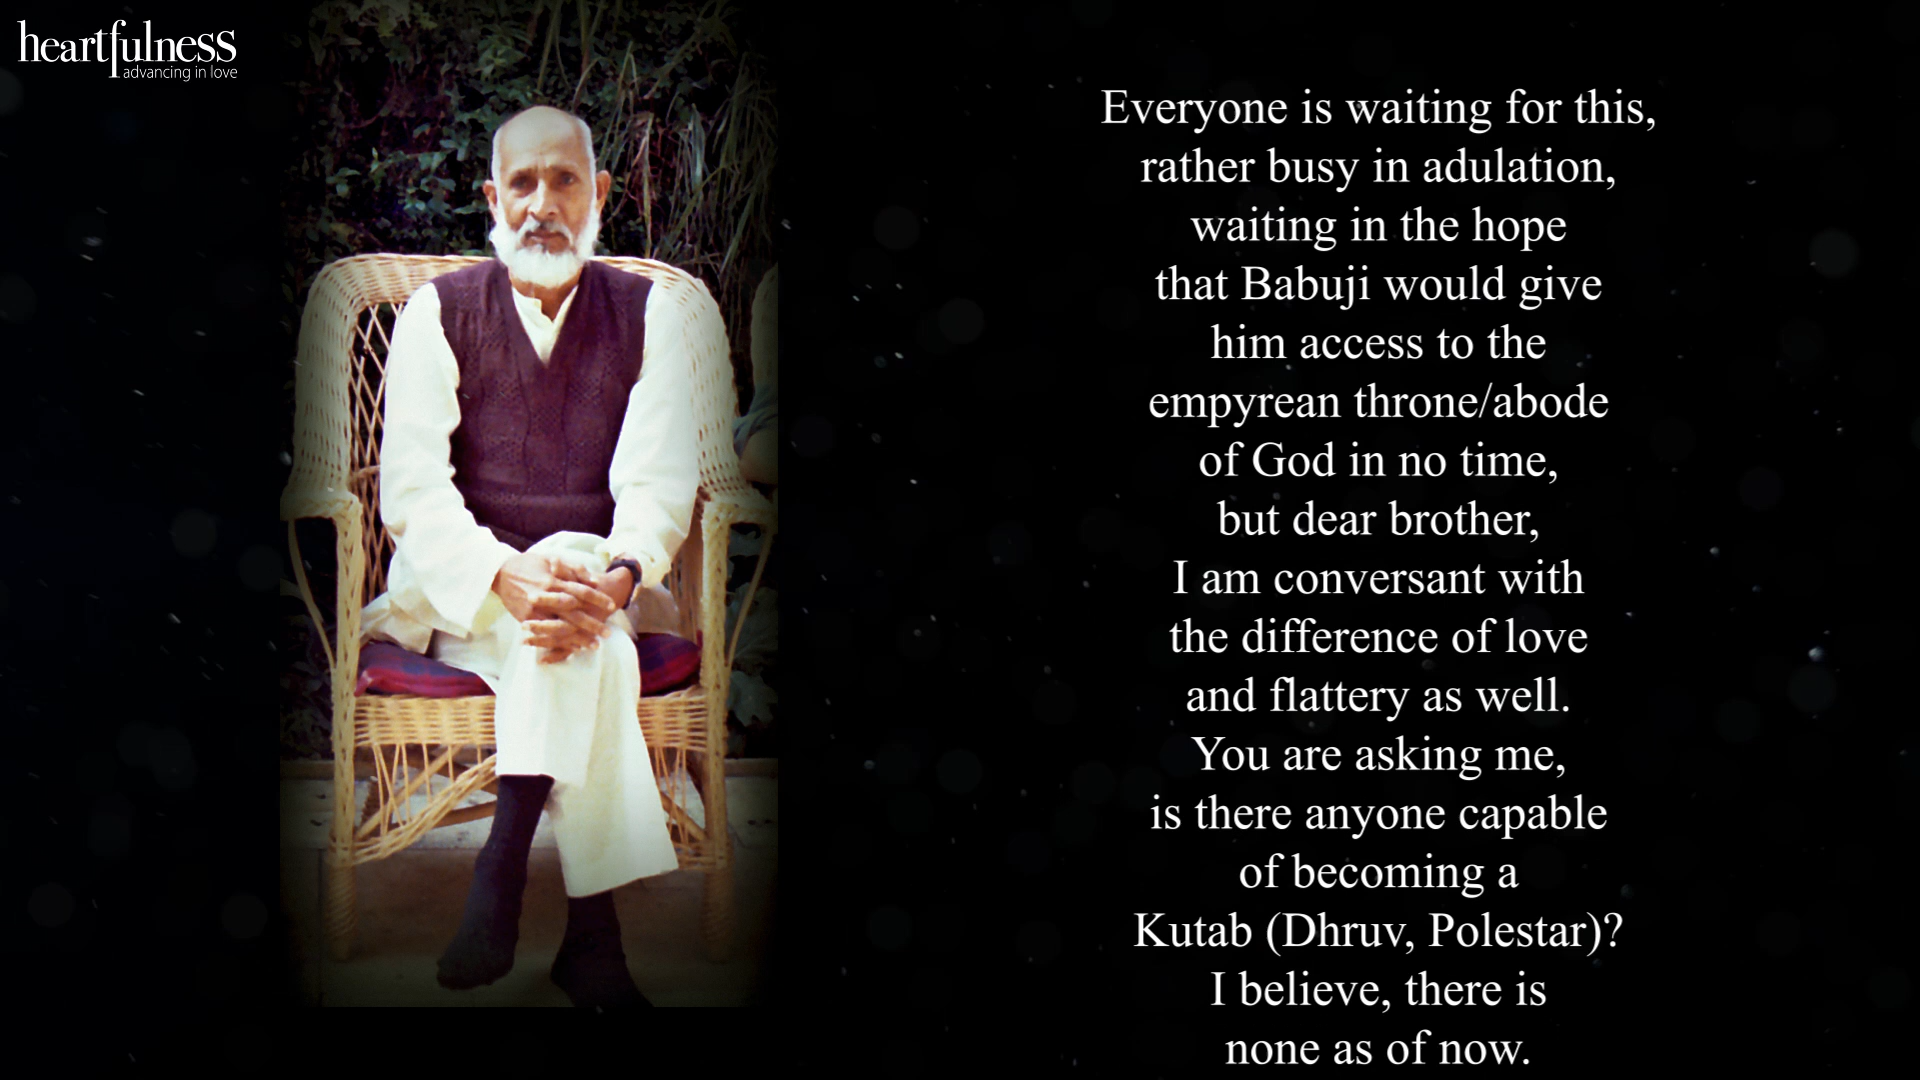 heartfulness
advancing in love
Everyone is waiting for this,
rather busy in adulation,
waiting in the hope
that Babuji would give
him access to the
empyrean throne/abode
of God in no time,
but dear brother,
I am conversant with
the difference of love
and flattery as well.
You are asking me,
is there anyone capable
of becoming a
Kutab (Dhruv, Polestar)?
I believe, there is
none as of now.